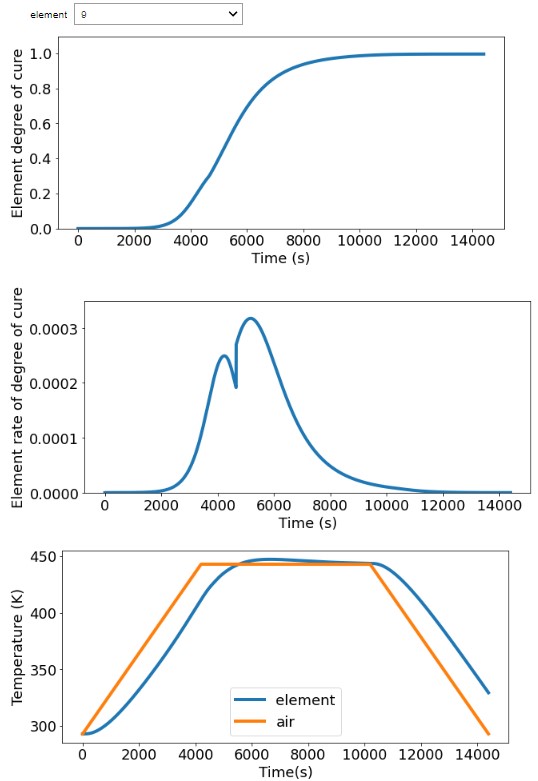 element 9
Element degree of cure
1.0
0.8
0.6
0.4
0.2
0.0
0 2000 4000 6000 8000 10000 12000 14000
Time (s)
Element rate of degree of cure
0.0003
0.0002
0.0001
0.0000
0 2000 4000 6000 8000 10000 12000 14000
Time (s)
Temperature (K)
450
400
350
300
element
air
0 2000 4000 6000 8000 10000 12000 14000
Time(s)